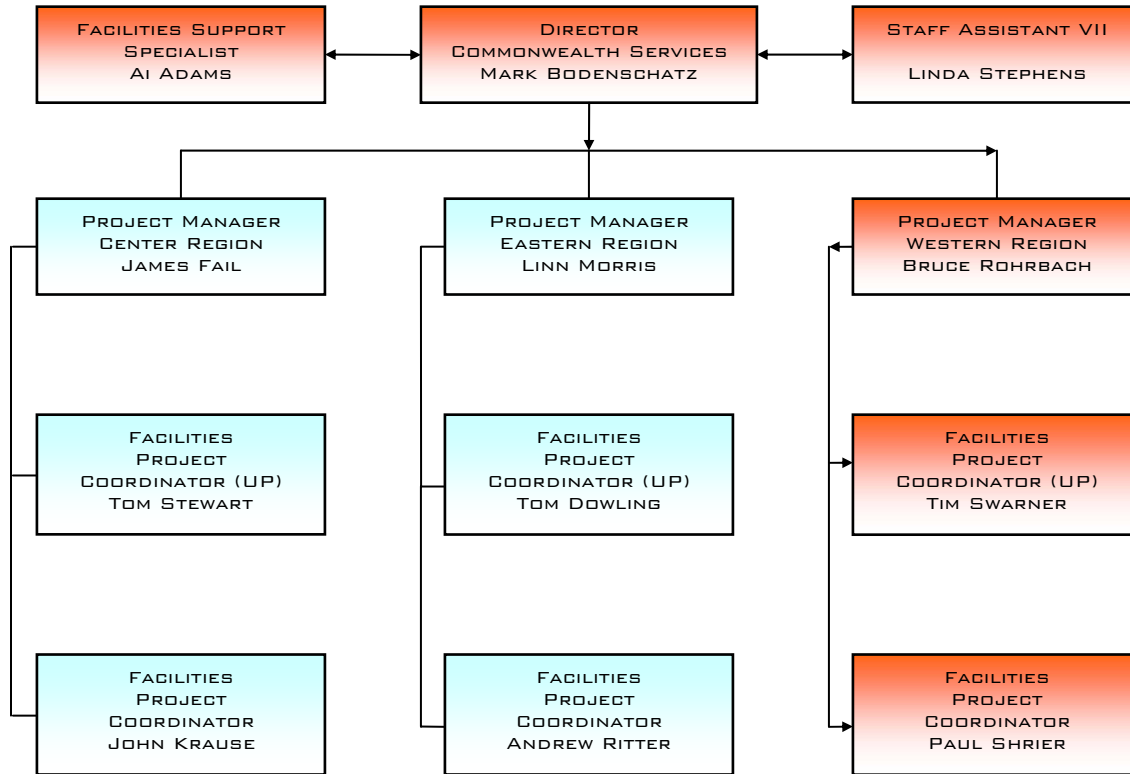 Facilities Support
Specialist
Ai Adams
Director
Commonwealth Services
Mark Bodenschatz
Staff Assistant VII
Linda Stephens
Project Manager
Center Region
James Fail
Project Manager
Eastern Region
Linn Morris
Project Manager
Western Region
Bruce Rohrbach
Facilities
Project
Coordinator (UP)
Tom Stewart
Facilities
Project
Coordinator (UP)
Tom Dowling
Facilities
Project
Coordinator (UP)
Tim Swarner
Facilities
Project
Coordinator
John Krause
Facilities
Project
Coordinator
Andrew Ritter
Facilities
Project
Coordinator
Paul Shrier